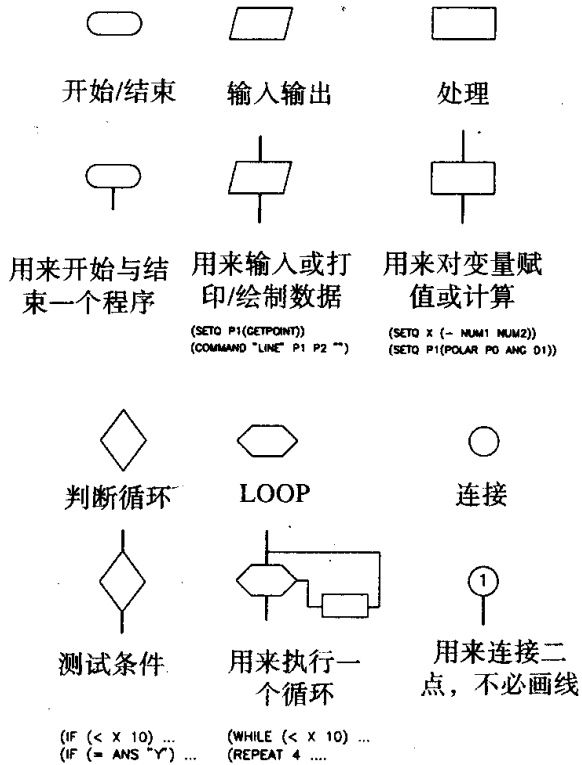 开始/结束 输入输出 处理
用来开始与结
束一个程序
用来输入或打
印/绘制数据
(SETQ P1(GETPOINT))
(COMMAND "LINE" P1 P2 "")
用来对变量赋
值或计算
(SETQ X (- NUM1 NUM2))
(SETQ P1(POLAR P0 ANG D1))
判断循环 LOOP 连接
1
测试条件
(IF (< X 10) ...
(IF (= ANS "Y") ...
用来执行一
个循环
(WHILE (< X 10) ...
(REPEAT 4 ....
用来连接二
点，不必画线